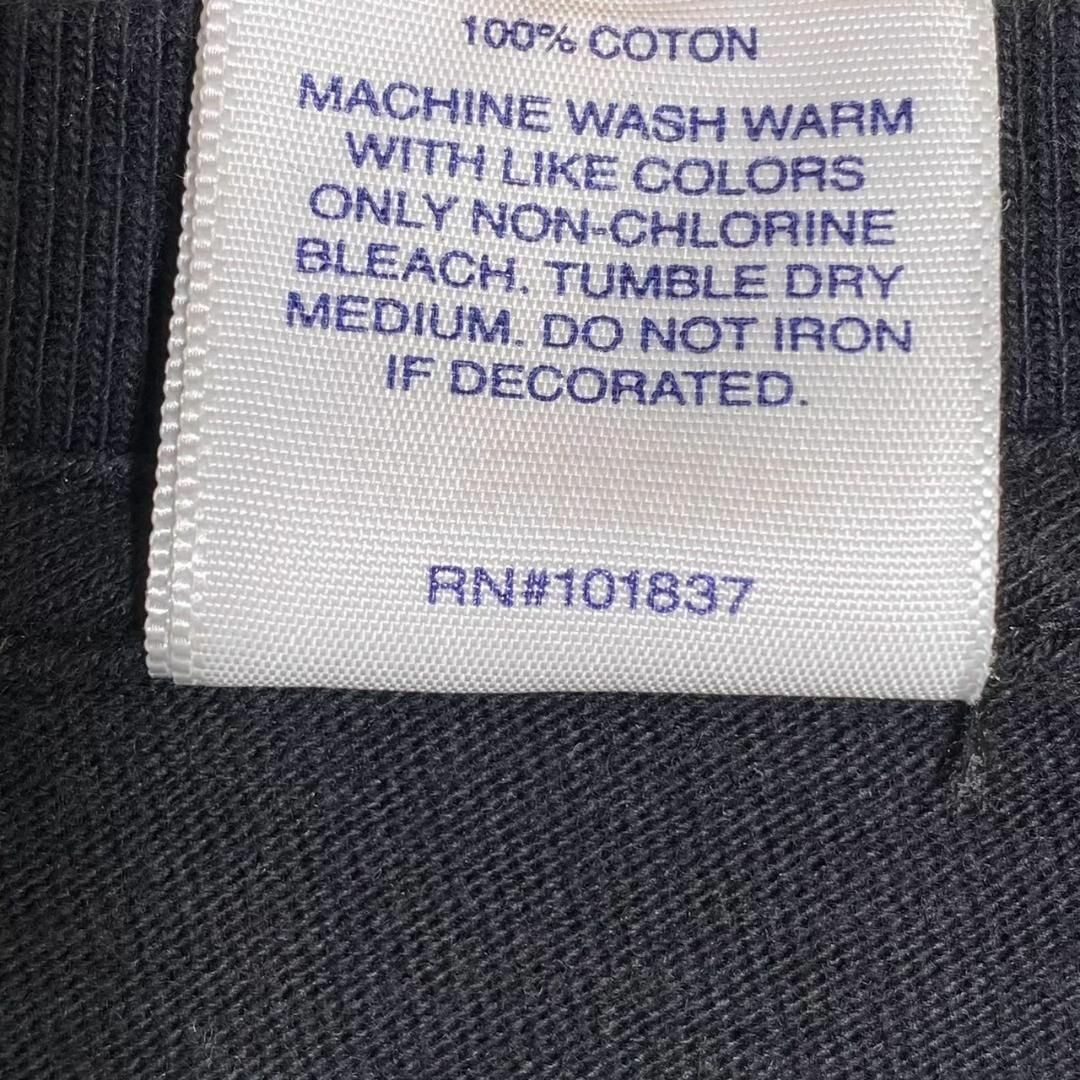 100% COTON
MACHINE WASH WARM
WITH LIKE COLORS
ONLY NON-CHLORINE
BLEACH. TUMBLE DRY
MEDIUM. DO NOT IRON
IF DECORATED.
RN#101837